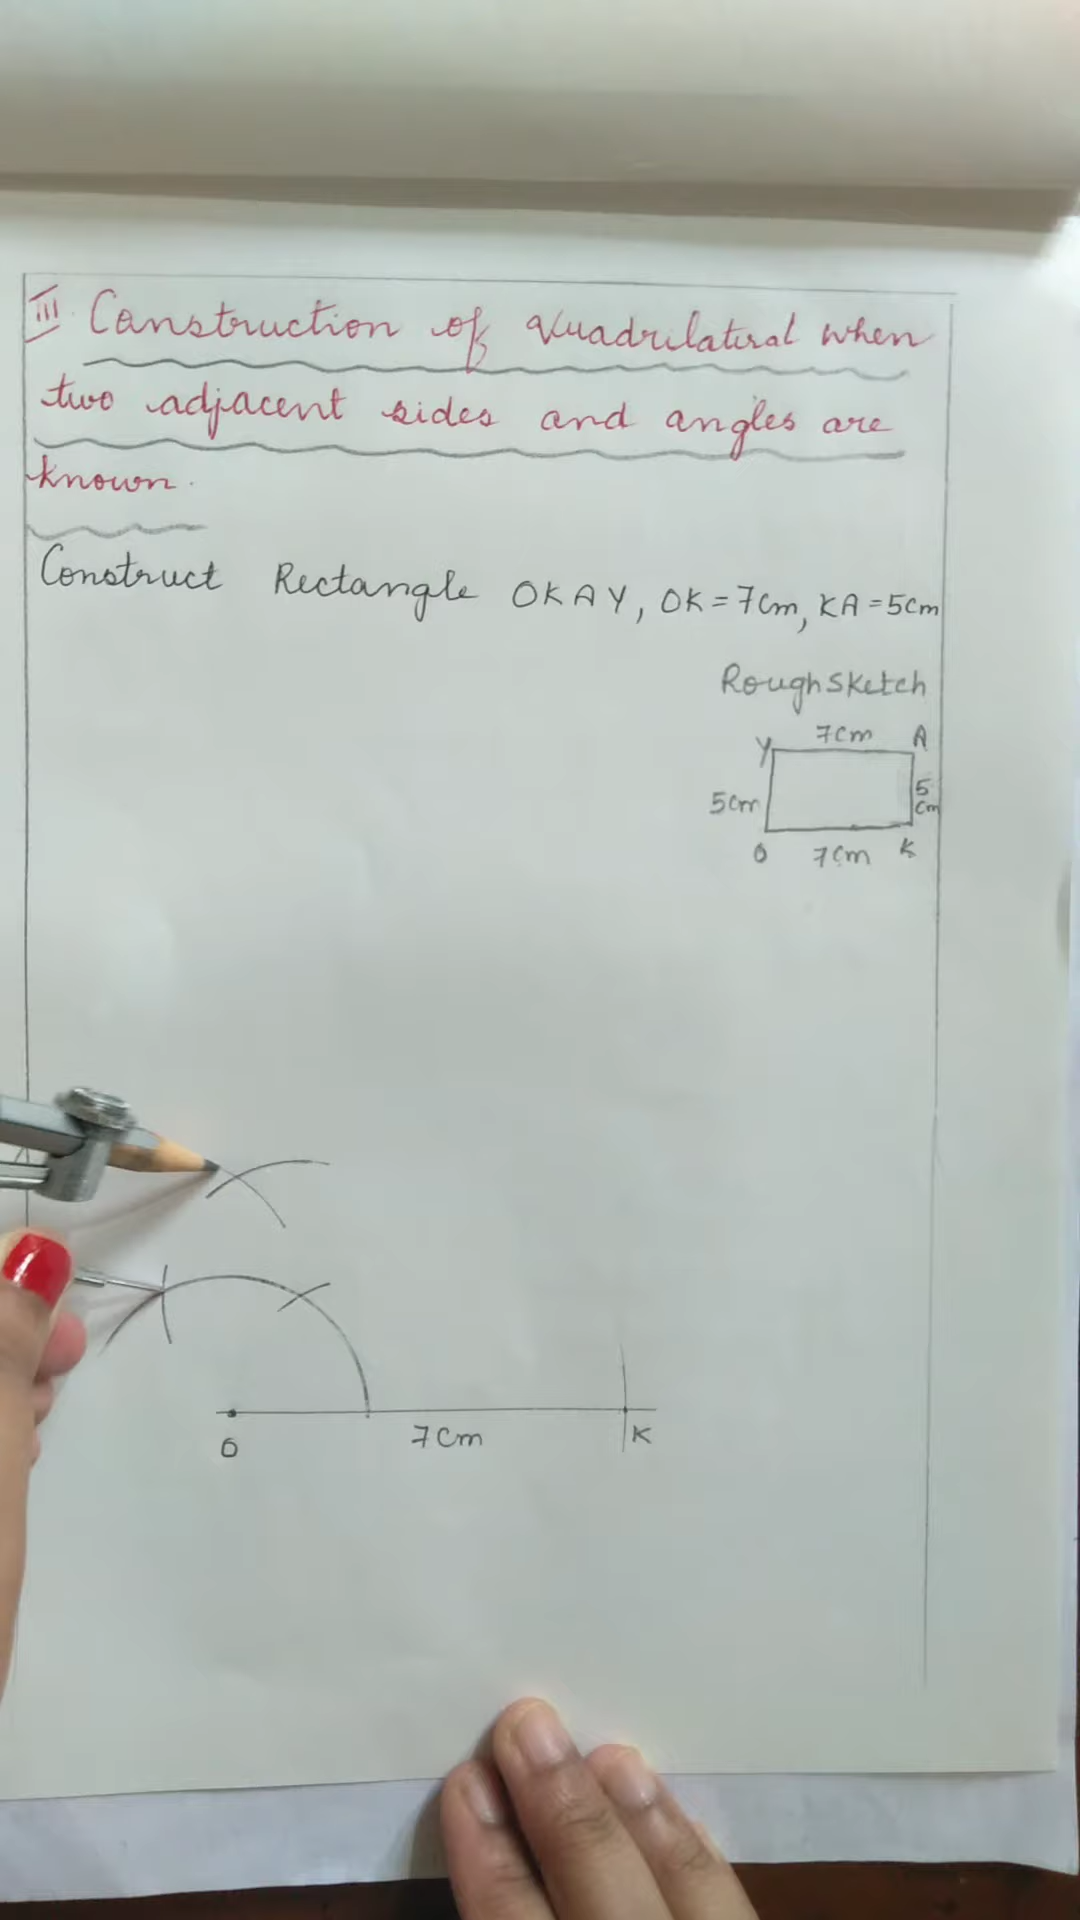 III. Construction of Quadrilateral when
two adjacent sides and angles are
known.
Construct Rectangle OKAY, OK = 7cm, KA = 5cm
Rough Sketch
7cm
Y A
5cm 5 cm
O 7cm K
O 7cm K